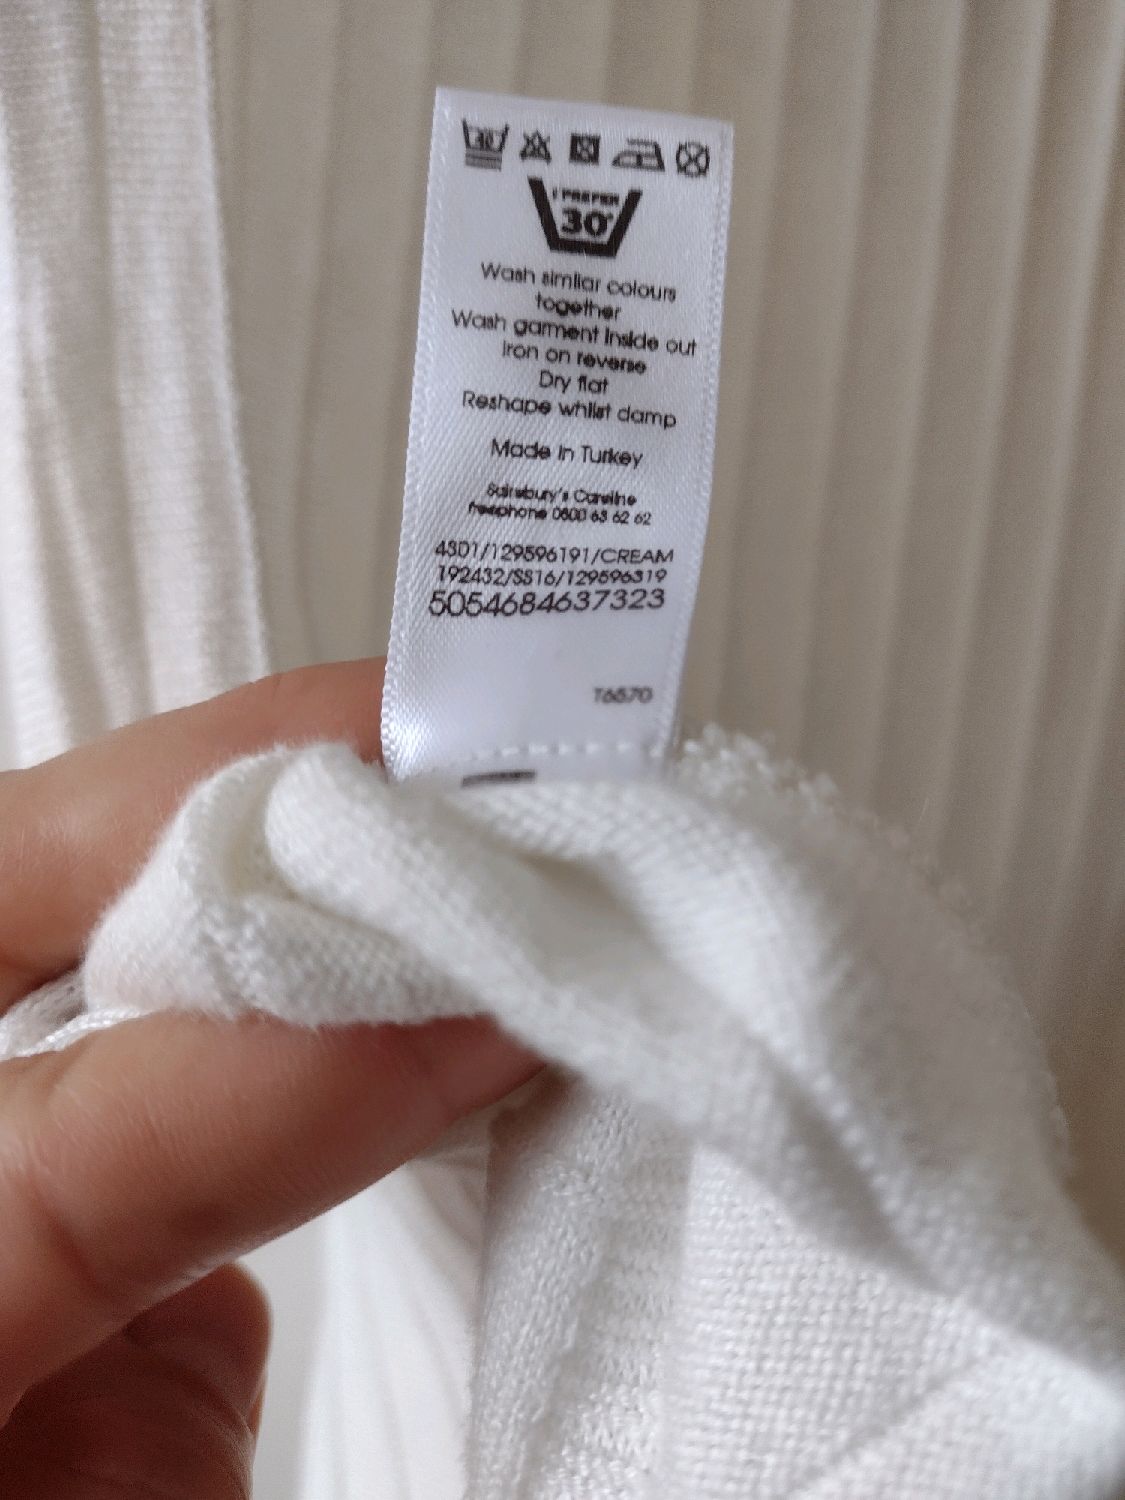 30
I PREFER
30°
Wash similar colours
together
Wash garment inside out
Iron on reverse
Dry flat
Reshape whilst damp
Made in Turkey
Sainsbury's Careline
freephone 0800 63 62 62
4301/129596191/CREAM
192432/SS16/129596319
5054684637323
T6570